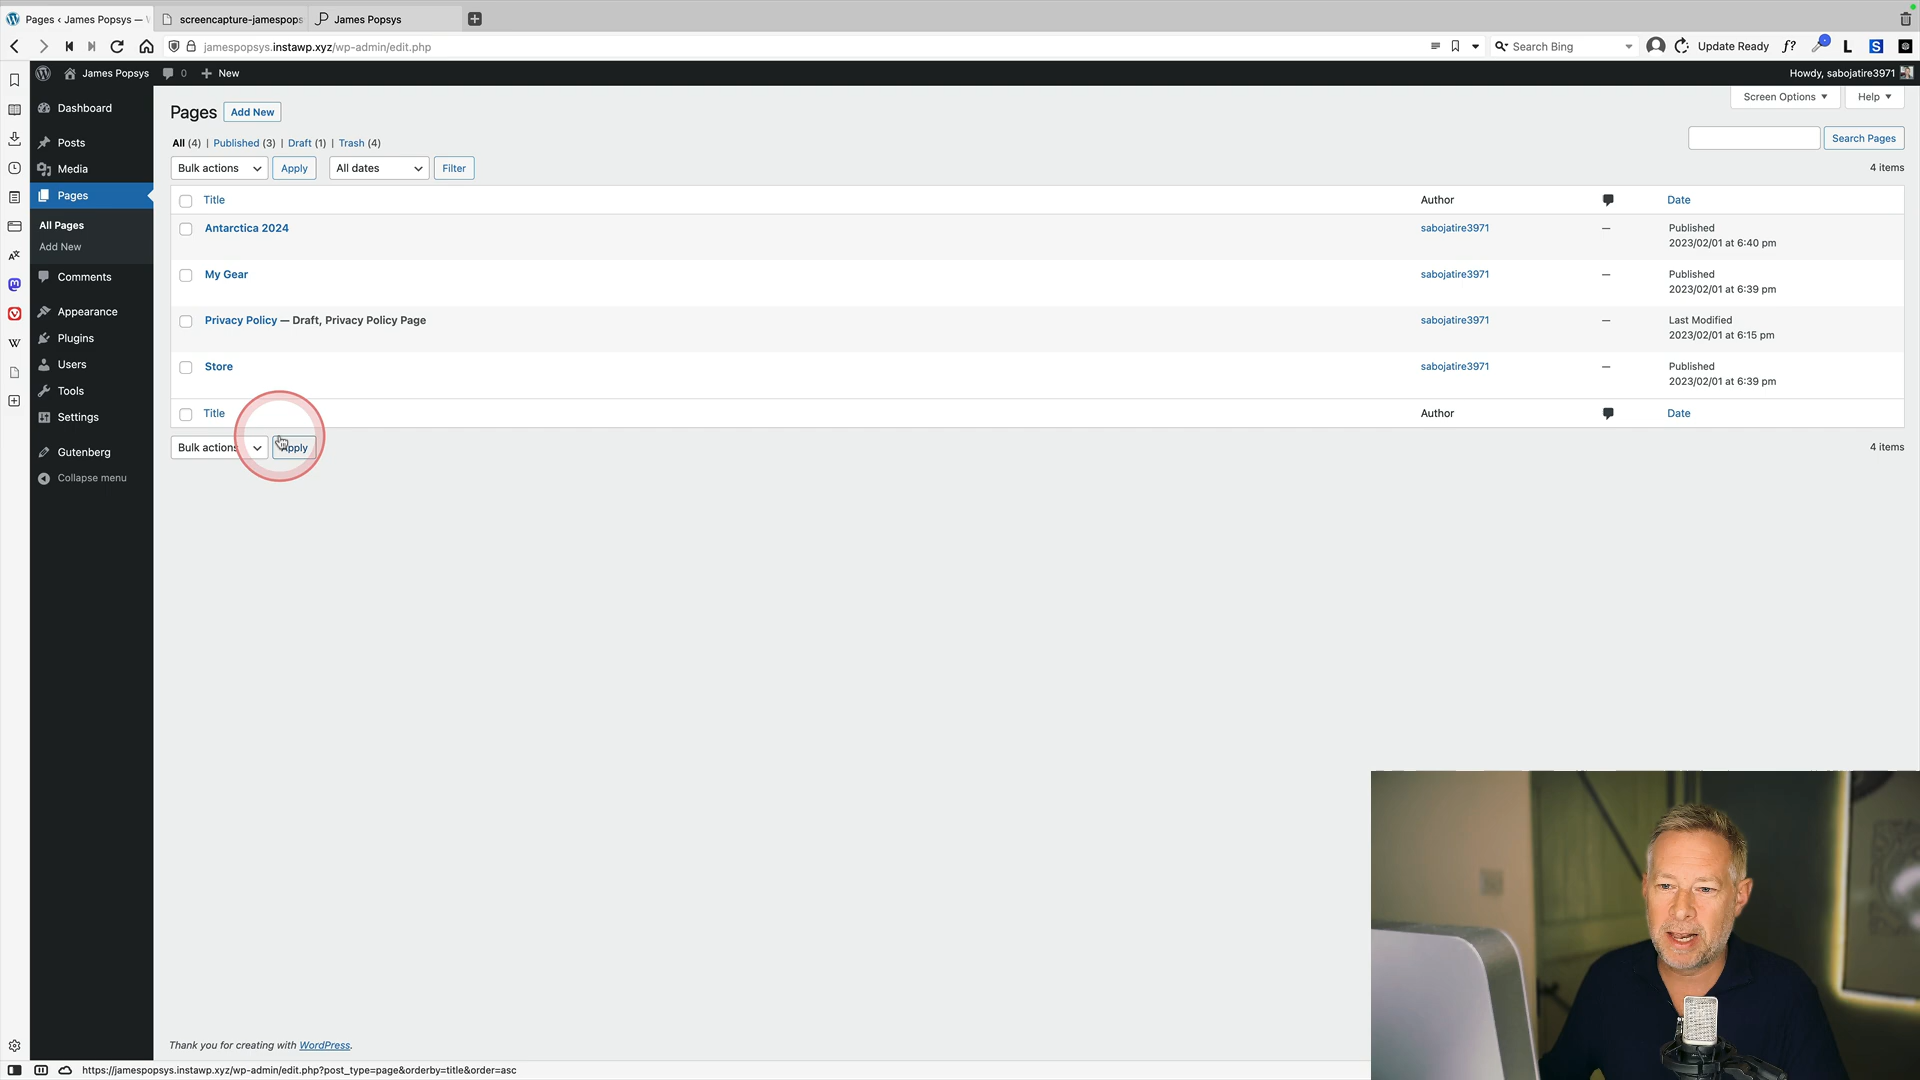 Pages ‹ James Popsys —
screencapture-jamespops
James Popsys
jamespopsys.instawp.xyz/wp-admin/edit.php
Search Bing
Update Ready
f?
L
S
James Popsys
0
New
Howdy, sabojatire3971
Dashboard
Posts
Media
Pages
All Pages
Add New
Comments
Appearance
Plugins
Users
Tools
Settings
Gutenberg
Collapse menu
Pages
Add New
Screen Options
Help
All (4) | Published (3) | Draft (1) | Trash (4)
Search Pages
Bulk actions
Apply
All dates
Filter
4 items
Title
Author
Date
Antarctica 2024
sabojatire3971
—
Published
2023/02/01 at 6:40 pm
My Gear
sabojatire3971
—
Published
2023/02/01 at 6:39 pm
Privacy Policy — Draft, Privacy Policy Page
sabojatire3971
—
Last Modified
2023/02/01 at 6:15 pm
Store
sabojatire3971
—
Published
2023/02/01 at 6:39 pm
Title
Author
Date
Bulk actions
Apply
4 items
Thank you for creating with WordPress.
https://jamespopsys.instawp.xyz/wp-admin/edit.php?post_type=page&orderby=title&order=asc